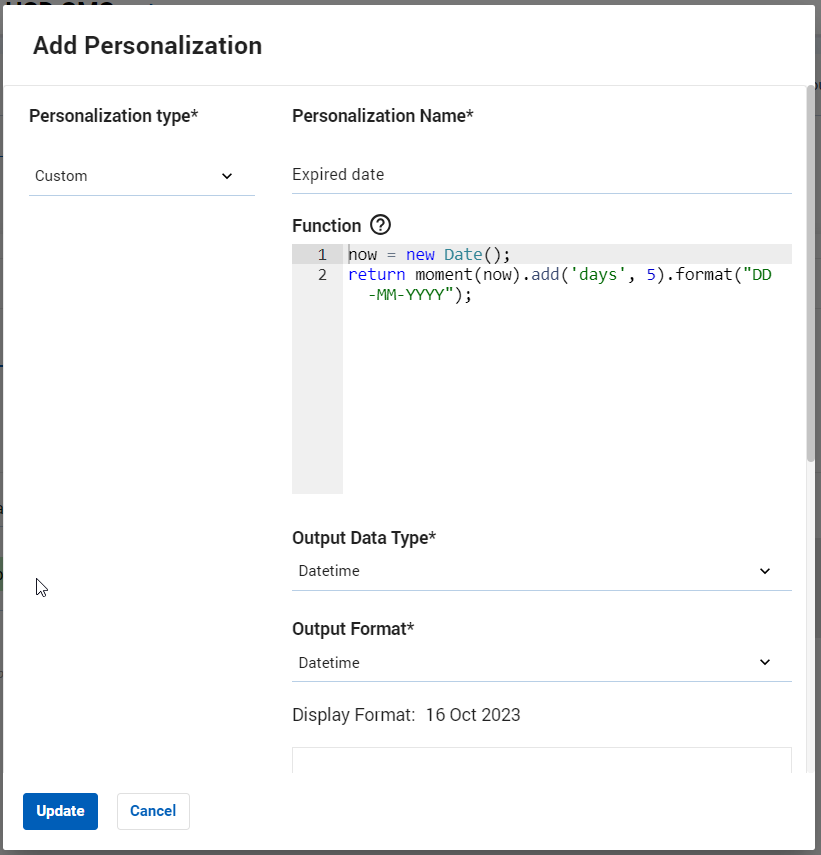 Add Personalization
Personalization type*
Personalization Name*
Custom
Expired date
Function ?
1 now = new Date();
2 return moment(now).add('days', 5).format("DD
-MM-YYYY");
Output Data Type*
Datetime
Output Format*
Datetime
Display Format: 16 Oct 2023
Update
Cancel